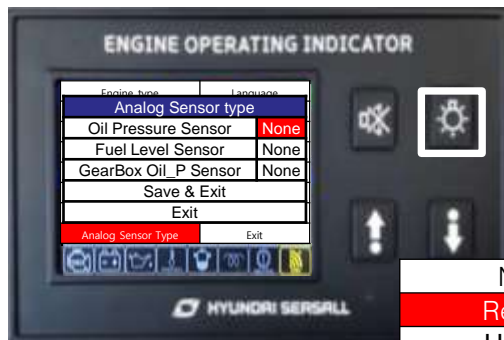 ENGINE OPERATING INDICATOR
Engine type Language
Analog Sensor type
Oil Pressure Sensor None
Fuel Level Sensor None
GearBox Oil_P Sensor None
Save & Exit
Exit
Analog Sensor Type Exit
HYUNDAI SEASALL